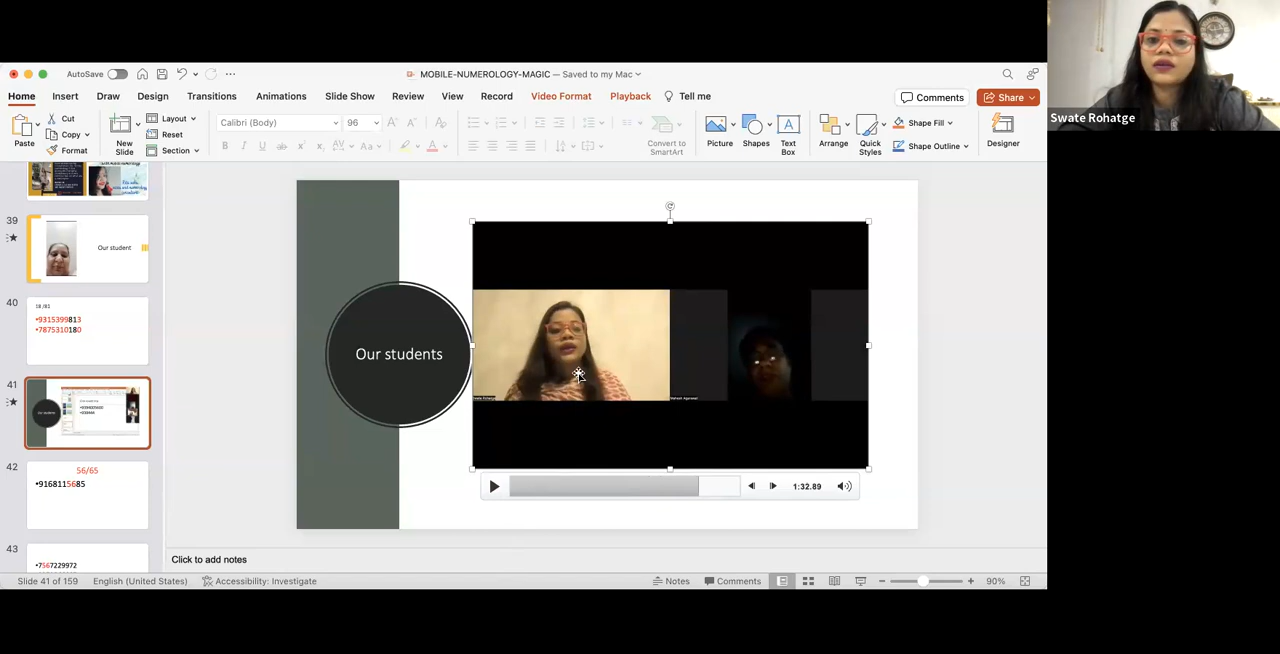 Swate Rohatge
AutoSave
MOBILE-NUMEROLOGY-MAGIC — Saved to my Mac
Home Insert Draw Design Transitions Animations Slide Show Review View Record Video Format Playback Tell me
Comments Share
Paste
Cut
Copy
Format
New Slide
Layout
Reset
Section
Calibri (Body) 96
Convert to SmartArt
Picture Shapes Text Box Arrange Quick Styles
Shape Fill
Shape Outline
Designer
39
Our student
40
18 /81
•9315399813
•7875310180
41
Our students
42
56/65
•9168115685
43
•7567229972
Our students
1:32.89
Click to add notes
Slide 41 of 159 English (United States) Accessibility: Investigate Notes Comments 90%